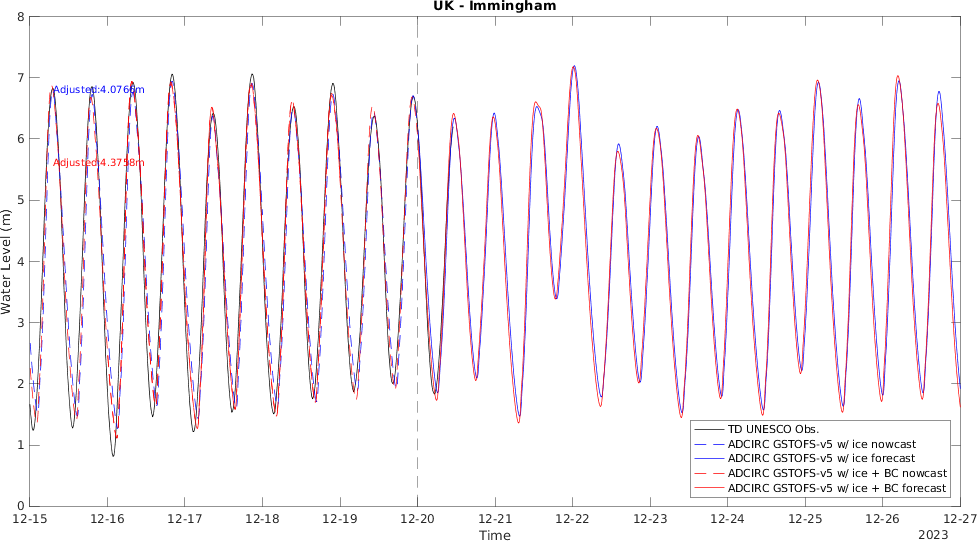 UK - Immingham
8
7
6
5
4
3
2
1
0
Water Level (m)
Adjusted:4.0766m
Adjusted:4.3758m
TD UNESCO Obs.
ADCIRC GSTOFS-v5 w/ ice nowcast
ADCIRC GSTOFS-v5 w/ ice forecast
ADCIRC GSTOFS-v5 w/ ice + BC nowcast
ADCIRC GSTOFS-v5 w/ ice + BC forecast
12-15 12-16 12-17 12-18 12-19 12-20 12-21 12-22 12-23 12-24 12-25 12-26 12-27
Time
2023